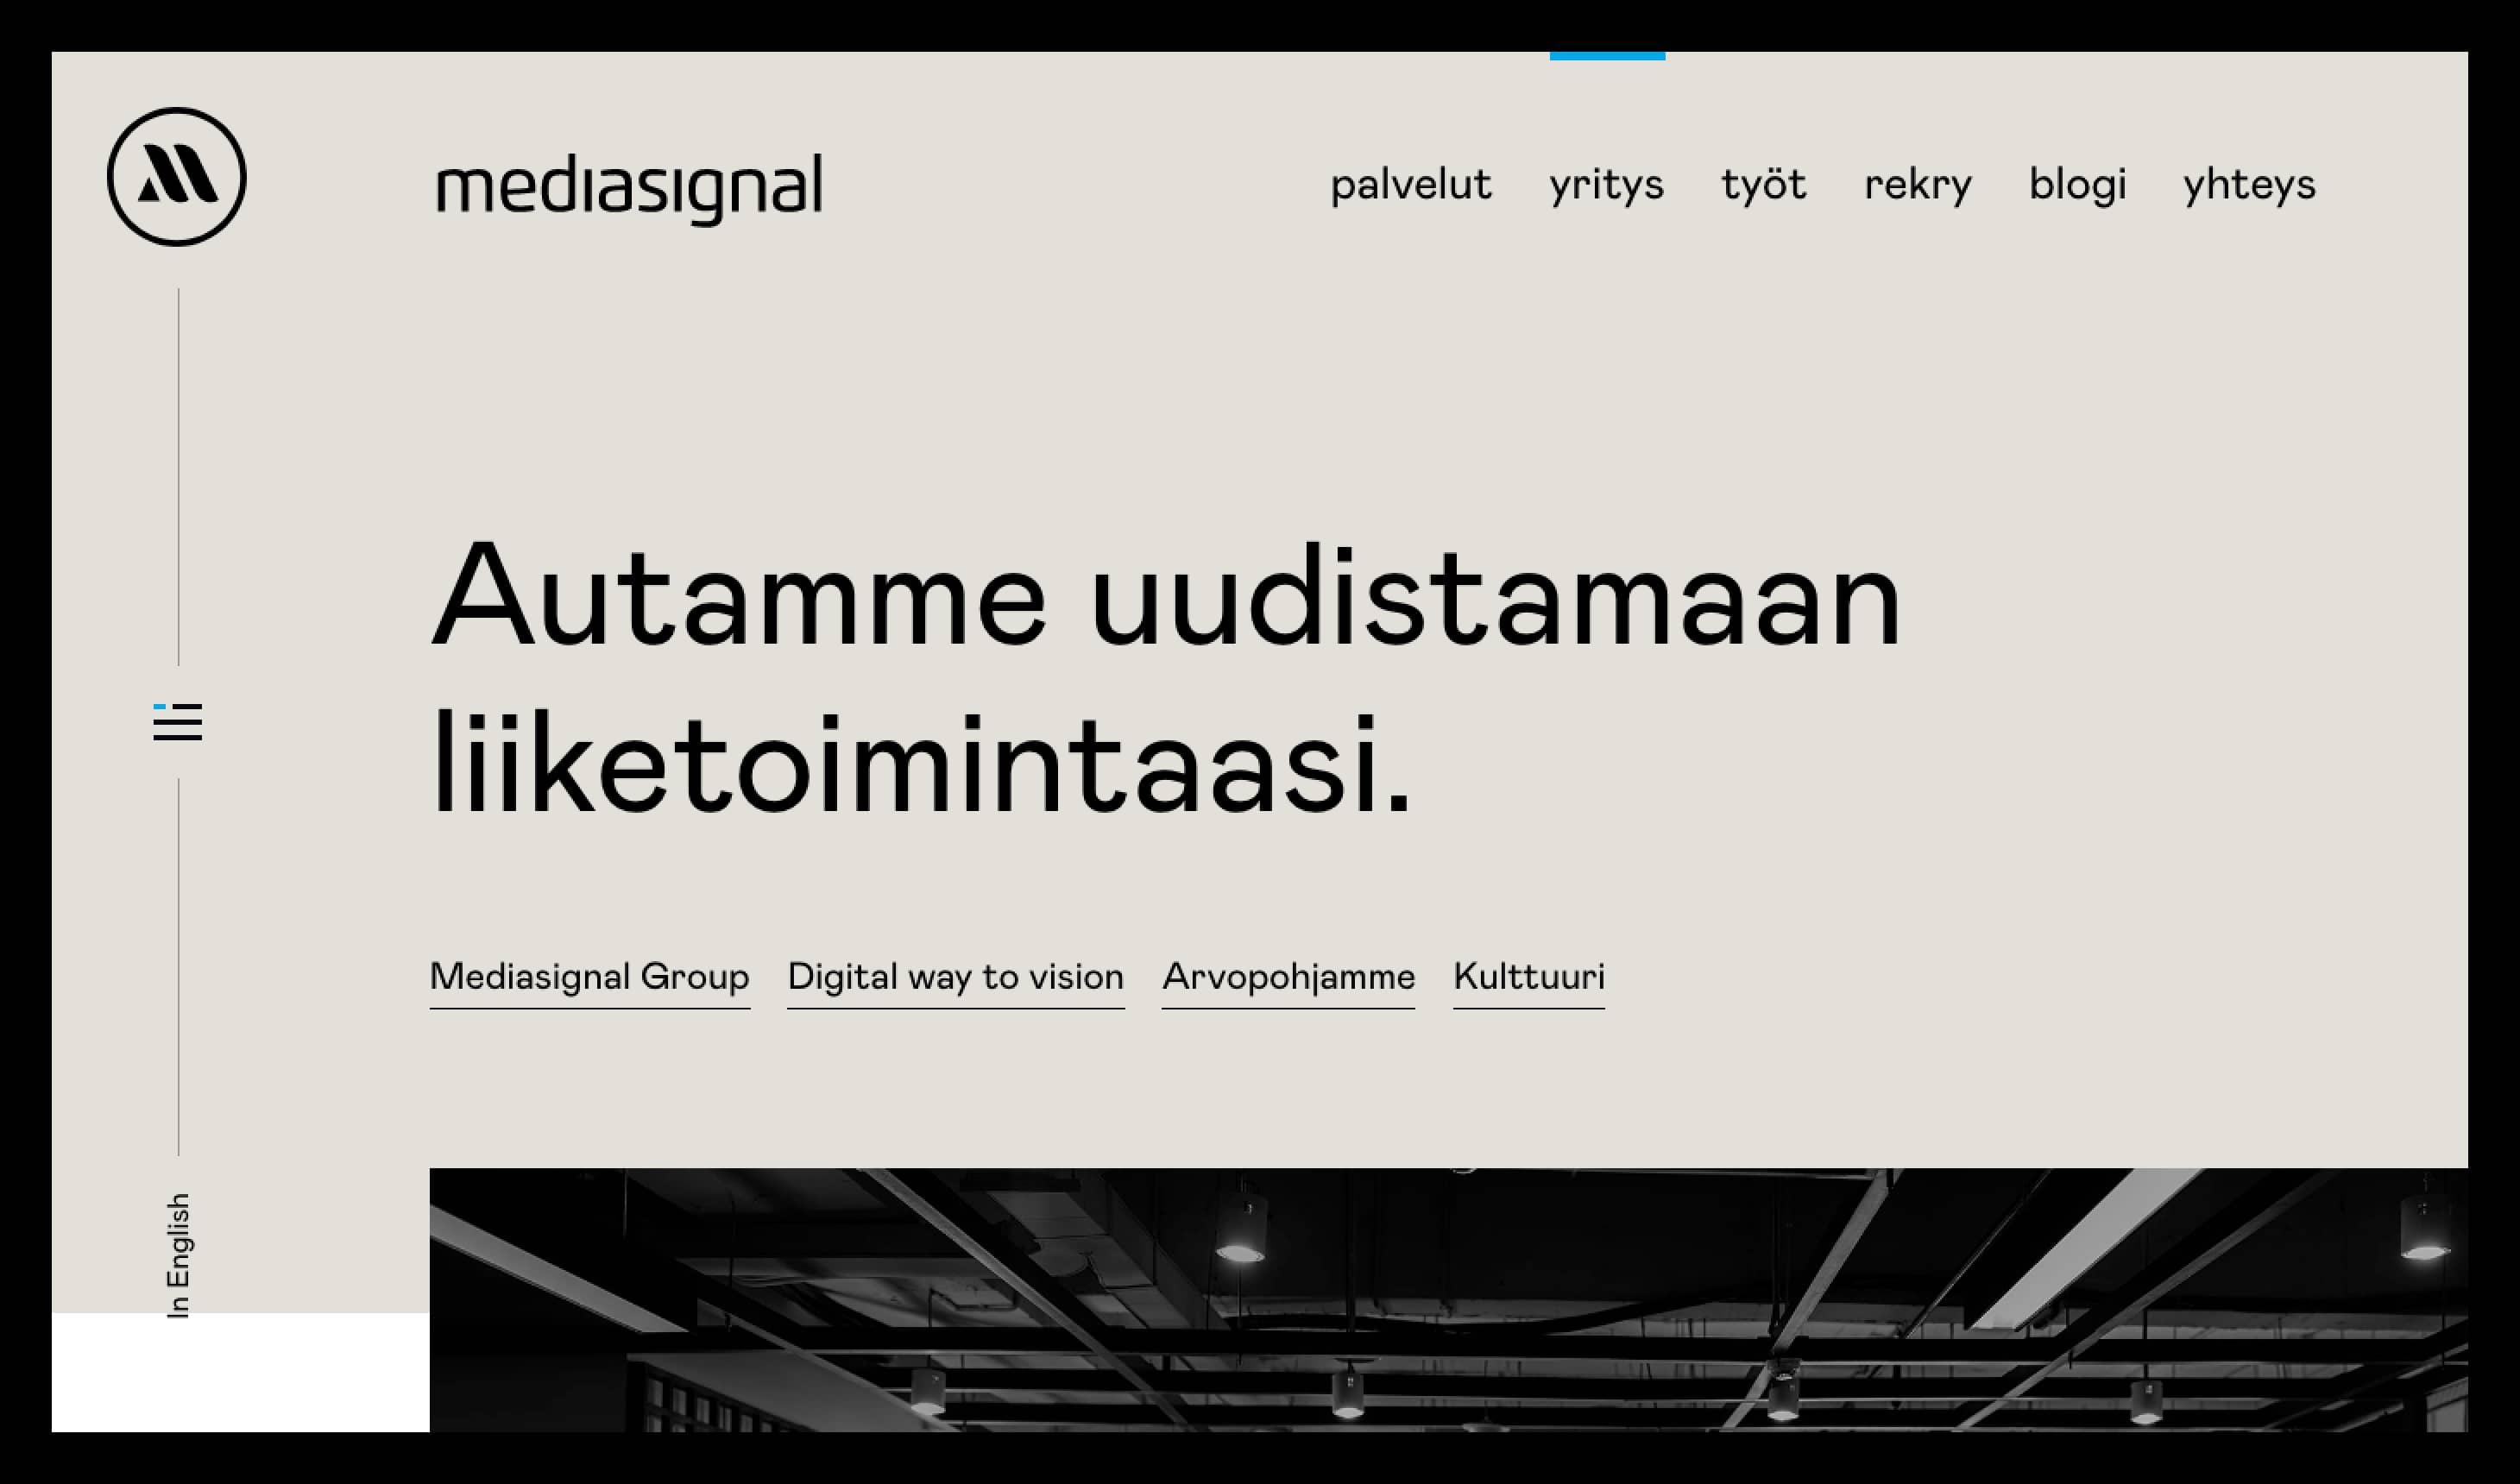 mediasignal
palvelut yritys työt rekry blogi yhteys
Autamme uudistamaan
liiketoimintaasi.
Mediasignal Group Digital way to vision Arvopohjamme Kulttuuri
In English